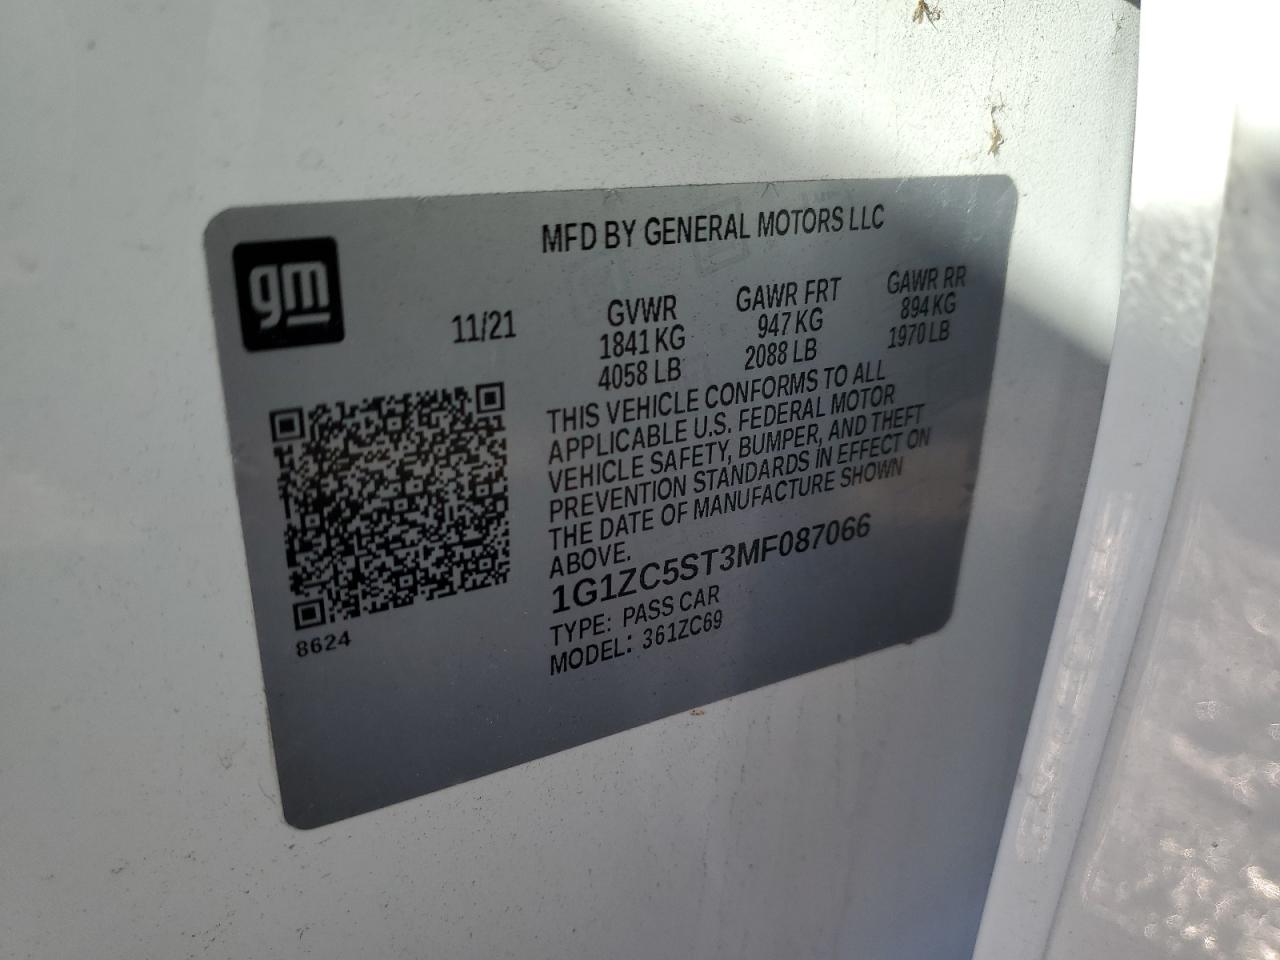 gm
MFD BY GENERAL MOTORS LLC
11/21
GVWR
1841 KG
4058 LB
GAWR FRT
947 KG
2088 LB
GAWR RR
894 KG
1970 LB
THIS VEHICLE CONFORMS TO ALL
APPLICABLE U.S. FEDERAL MOTOR
VEHICLE SAFETY, BUMPER, AND THEFT
PREVENTION STANDARDS IN EFFECT ON
THE DATE OF MANUFACTURE SHOWN
ABOVE.
1G1ZC5ST3MF087066
TYPE: PASS CAR
MODEL: 361ZC69
8624